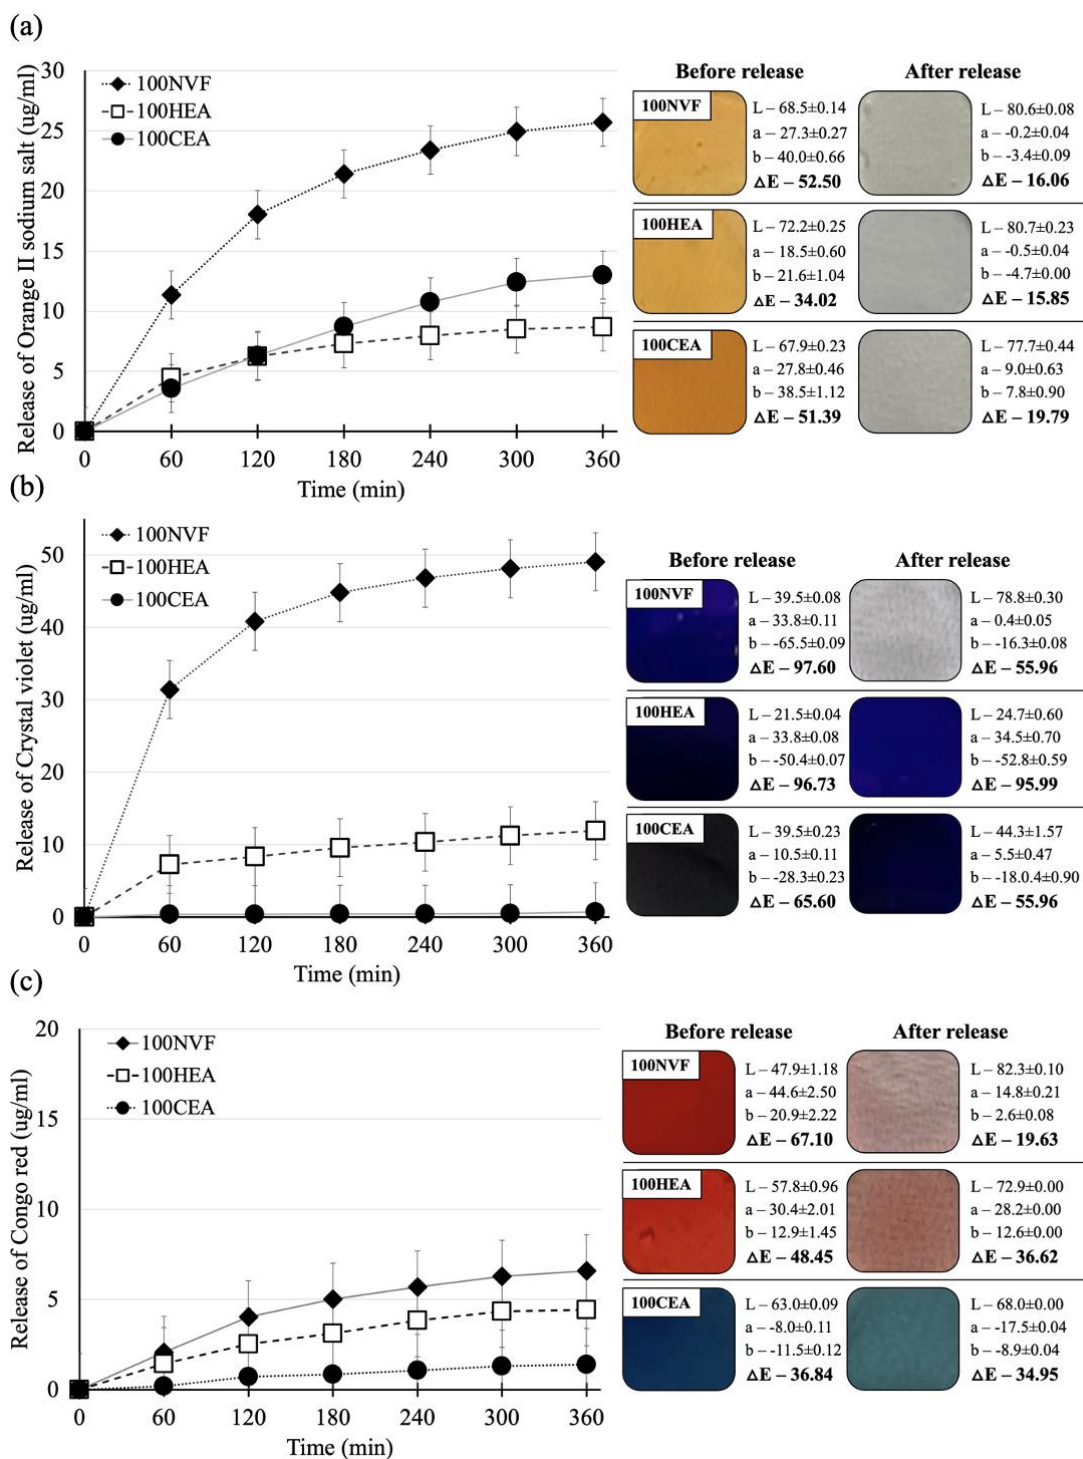 (a)
Release of Orange II sodium salt (ug/ml)
30
25
20
15
10
5
0
100NVF
100HEA
100CEA
0 60 120 180 240 300 360
Time (min)
Before release After release
100NVF
L – 68.5±0.14
a – 27.3±0.27
b – 40.0±0.66
△E – 52.50
L – 80.6±0.08
a – -0.2±0.04
b – -3.4±0.09
△E – 16.06
100HEA
L – 72.2±0.25
a – 18.5±0.60
b – 21.6±1.04
△E – 34.02
L – 80.7±0.23
a – -0.5±0.04
b – -4.7±0.00
△E – 15.85
100CEA
L – 67.9±0.23
a – 27.8±0.46
b – 38.5±1.12
△E – 51.39
L – 77.7±0.44
a – 9.0±0.63
b – 7.8±0.90
△E – 19.79
(b)
Release of Crystal violet (ug/ml)
50
40
30
20
10
0
100NVF
100HEA
100CEA
0 60 120 180 240 300 360
Time (min)
Before release After release
100NVF
L – 39.5±0.08
a – 33.8±0.11
b – -65.5±0.09
△E – 97.60
L – 78.8±0.30
a – 0.4±0.05
b – -16.3±0.08
△E – 55.96
100HEA
L – 21.5±0.04
a – 33.8±0.08
b – -50.4±0.07
△E – 96.73
L – 24.7±0.60
a – 34.5±0.70
b – -52.8±0.59
△E – 95.99
100CEA
L – 39.5±0.23
a – 10.5±0.11
b – -28.3±0.23
△E – 65.60
L – 44.3±1.57
a – 5.5±0.47
b – -18.0.4±0.90
△E – 55.96
(c)
Release of Congo red (ug/ml)
20
15
10
5
0
100NVF
100HEA
100CEA
0 60 120 180 240 300 360
Time (min)
Before release After release
100NVF
L – 47.9±1.18
a – 44.6±2.50
b – 20.9±2.22
△E – 67.10
L – 82.3±0.10
a – 14.8±0.21
b – 2.6±0.08
△E – 19.63
100HEA
L – 57.8±0.96
a – 30.4±2.01
b – 12.9±1.45
△E – 48.45
L – 72.9±0.00
a – 28.2±0.00
b – 12.6±0.00
△E – 36.62
100CEA
L – 63.0±0.09
a – -8.0±0.11
b – -11.5±0.12
△E – 36.84
L – 68.0±0.00
a – -17.5±0.04
b – -8.9±0.04
△E – 34.95